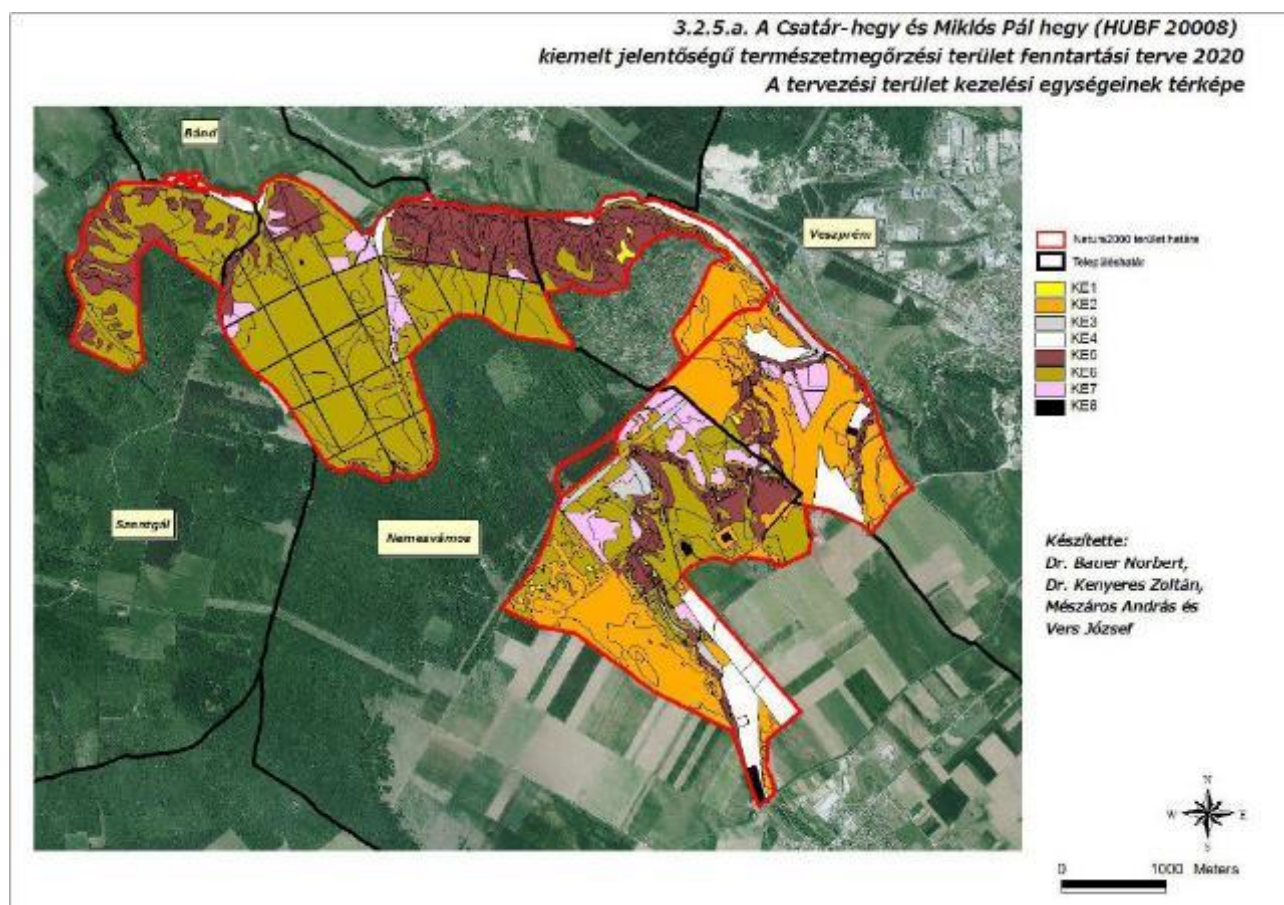 3.2.5.a. A Csatár-hegy és Miklós Pál hegy (HUBF 20008)
kiemelt jelentőségű természetmegőrzési terület fenntartási terve 2020
A tervezési terület kezelési egységeinek térképe
Bánd
Veszprém
Szentgál
Nemesvámos
Natura2000 terület határa
Településhatár
KE1
KE2
KE3
KE4
KE5
KE6
KE7
KE8
Készítette:
Dr. Bauer Norbert,
Dr. Kenyeres Zoltán,
Mészáros András és
Vers József
N
W
E
S
0 1000 Meters